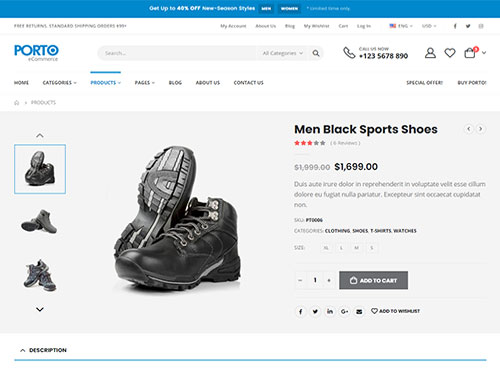 Get Up to 40% OFF New-Season Styles MEN WOMEN * Limited time only.
FREE RETURNS. STANDARD SHIPPING ORDERS $99+
My Account About Us Blog My Wishlist Cart Log In ENG USD
PORTO
eCommerce
Search...
All Categories
CALL US NOW
+123 5678 890
HOME CATEGORIES PRODUCTS PAGES BLOG ABOUT US CONTACT US SPECIAL OFFER! BUY PORTO!
PRODUCTS
Men Black Sports Shoes
( 6 Reviews )
$1,999.00 $1,699.00
Duis aute irure dolor in reprehenderit in voluptate velit esse cillum
dolore eu fugiat nulla pariatur. Excepteur sint occaecat cupidatat
non.
SKU: PT0006
CATEGORIES: CLOTHING, SHOES, T-SHIRTS, WATCHES
SIZE: XL L M S
- 1 + ADD TO CART
ADD TO WISHLIST
DESCRIPTION